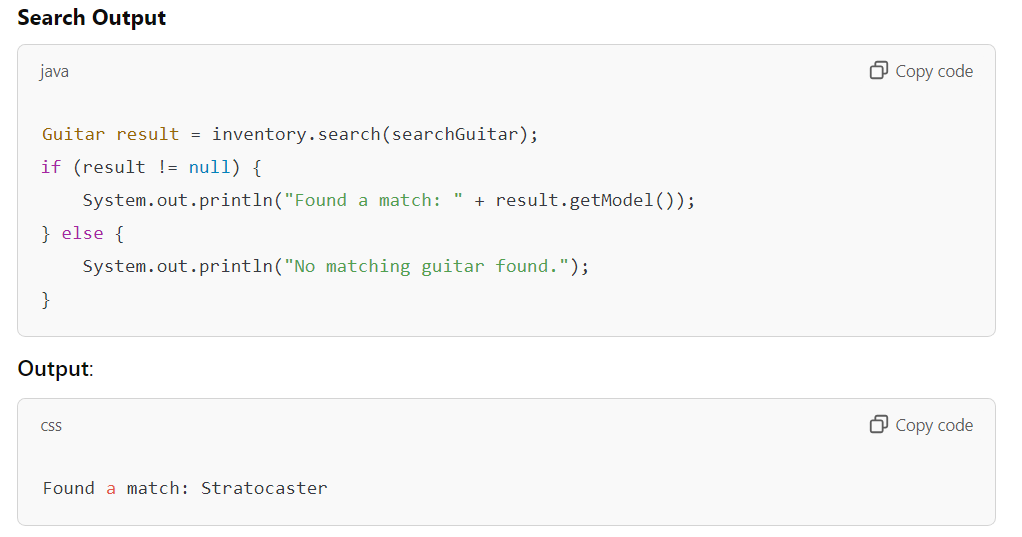 Search Output
java
Copy code
Guitar result = inventory.search(searchGuitar);
if (result != null) {
    System.out.println("Found a match: " + result.getModel());
} else {
    System.out.println("No matching guitar found.");
}
Output:
css
Copy code
Found a match: Stratocaster